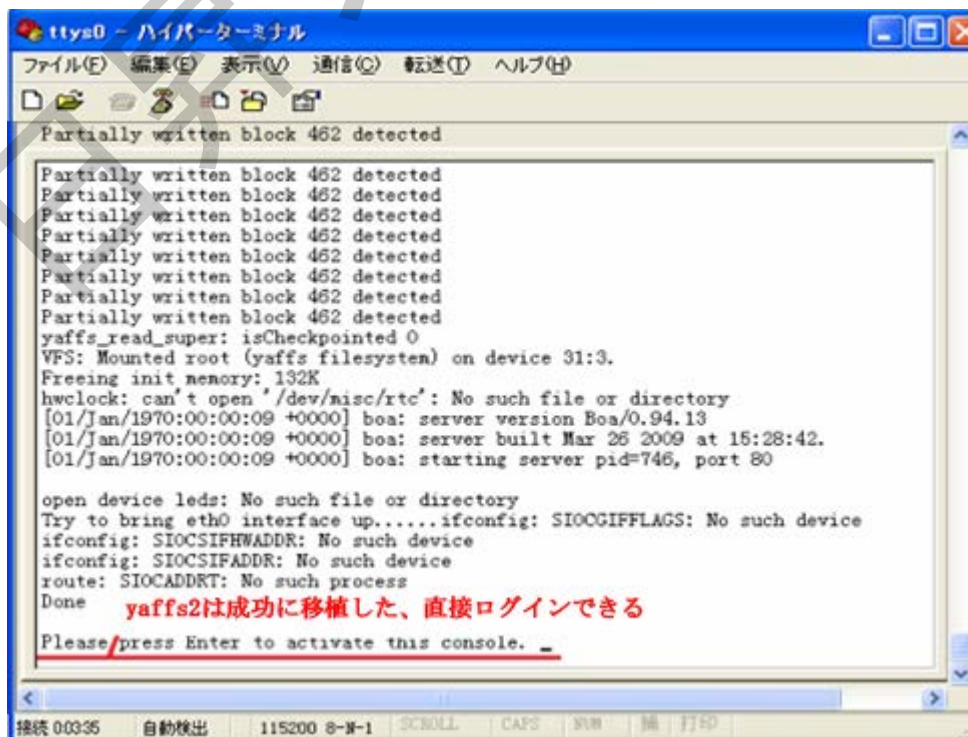 ttys0 - ハイパーターミナル
ファイル(F) 編集(E) 表示(V) 通信(C) 転送(T) ヘルプ(H)
Partially written block 462 detected
Partially written block 462 detected
Partially written block 462 detected
Partially written block 462 detected
Partially written block 462 detected
Partially written block 462 detected
Partially written block 462 detected
Partially written block 462 detected
Partially written block 462 detected
yaffs_read_super: isCheckpointed 0
VFS: Mounted root (yaffs filesystem) on device 31:3.
Freeing init memory: 132K
hwclock: can't open '/dev/misc/rtc': No such file or directory
[01/Jan/1970:00:00:09 +0000] boa: server version Boa/0.94.13
[01/Jan/1970:00:00:09 +0000] boa: server built Mar 26 2009 at 15:28:42.
[01/Jan/1970:00:00:09 +0000] boa: starting server pid=746, port 80
open device leds: No such file or directory
Try to bring eth0 interface up......ifconfig: SIOCGIFFLAGS: No such device
ifconfig: SIOCSIFHWADDR: No such device
ifconfig: SIOCSIFADDR: No such device
route: SIOCADDRT: No such process
Done
yaffs2は成功に移植した、直接ログインできる
Please press Enter to activate this console. _
接続 0:03:35 自動検出 115200 8-N-1 SCROLL CAPS NUM 捕 打印